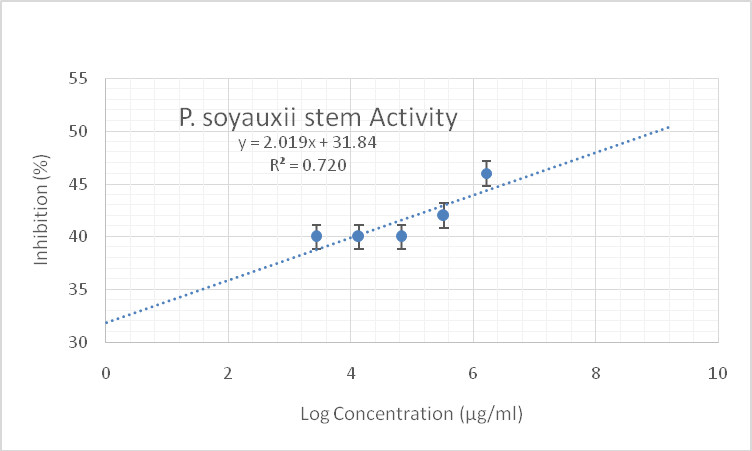 P. soyauxii stem Activity
y = 2.019x + 31.84
R² = 0.720
Inhibition (%)
55
50
45
40
35
30
0 2 4 6 8 10
Log Concentration (µg/ml)